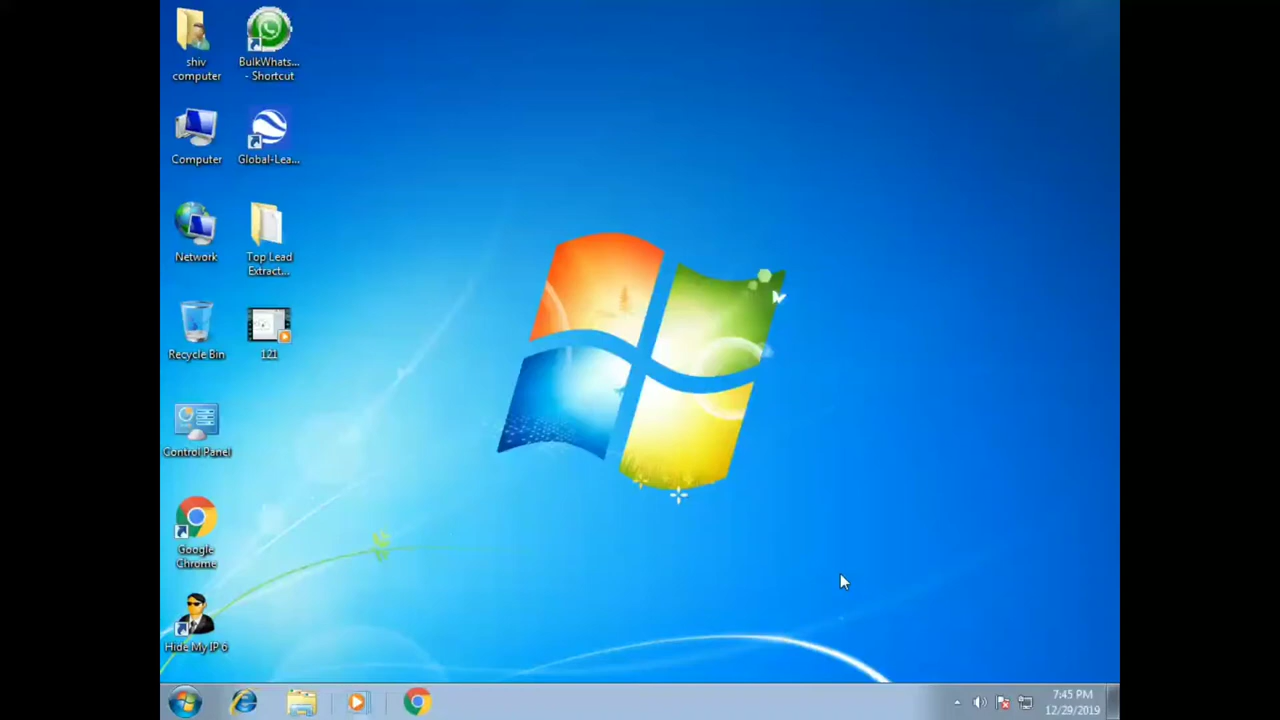 shiv
computer
BulkWhats...
- Shortcut
Computer
Global-Lea...
Network
Top Lead
Extract...
Recycle Bin
121
Control Panel
Google
Chrome
Hide My IP 6
7:45 PM
12/29/2019